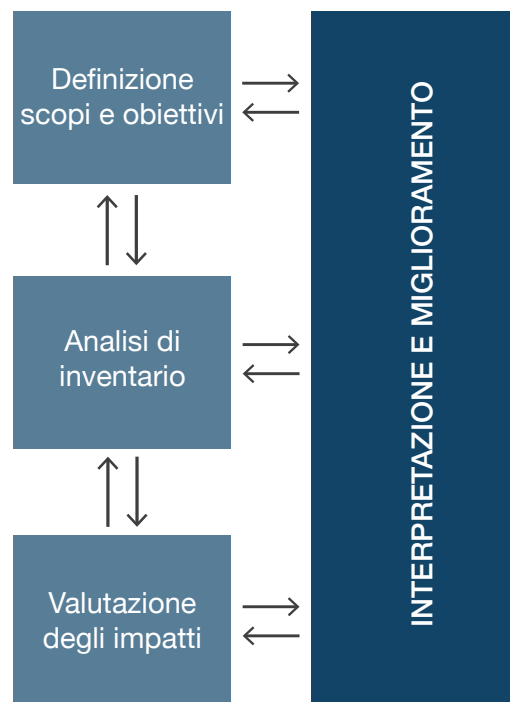 Definizione
scopi e obiettivi
Analisi di
inventario
Valutazione
degli impatti
INTERPRETAZIONE E MIGLIORAMENTO